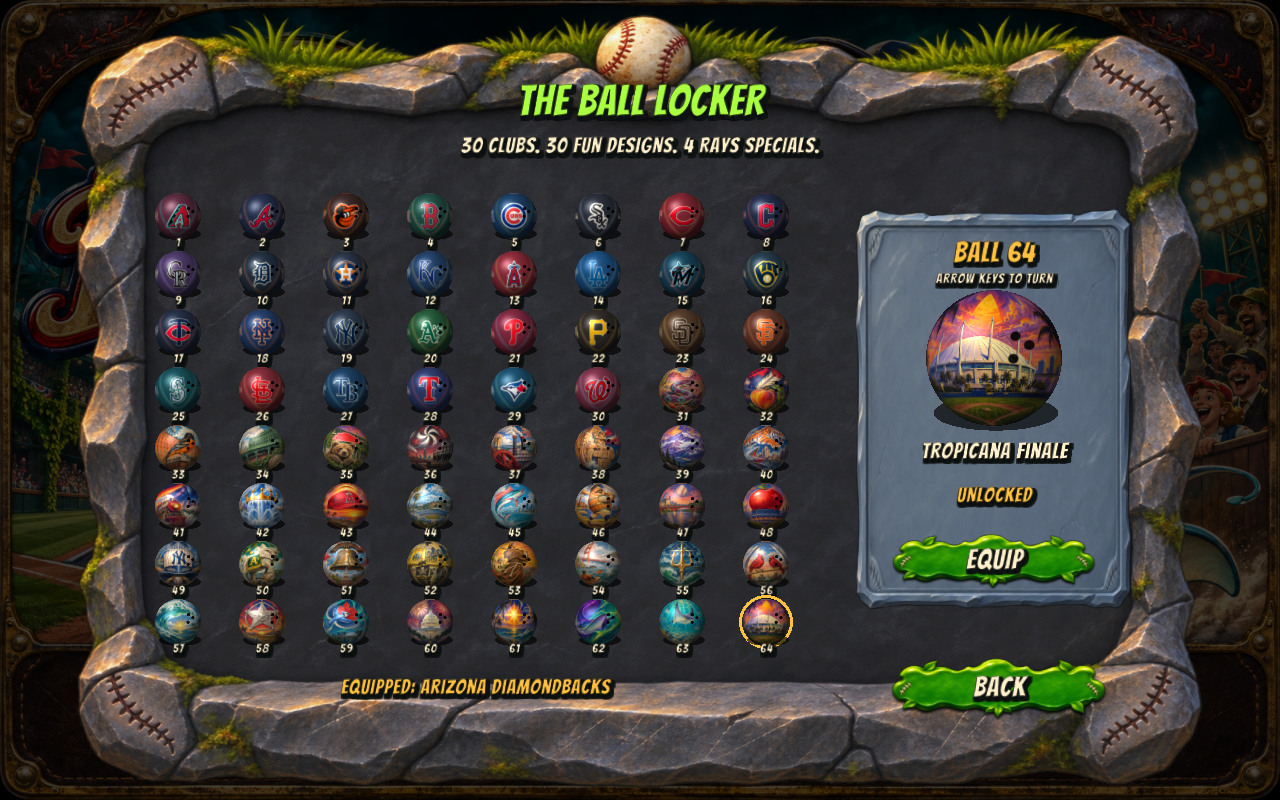 THE BALL LOCKER
30 CLUBS. 30 FUN DESIGNS. 4 RAYS SPECIALS.
1 2 3 4 5 6 7 8
9 10 11 12 13 14 15 16
17 18 19 20 21 22 23 24
25 26 27 28 29 30 31 32
33 34 35 36 37 38 39 40
41 42 43 44 45 46 47 48
49 50 51 52 53 54 55 56
57 58 59 60 61 62 63 64
BALL 64
ARROW KEYS TO TURN
TROPICANA FINALE
UNLOCKED
EQUIP
EQUIPPED: ARIZONA DIAMONDBACKS
BACK